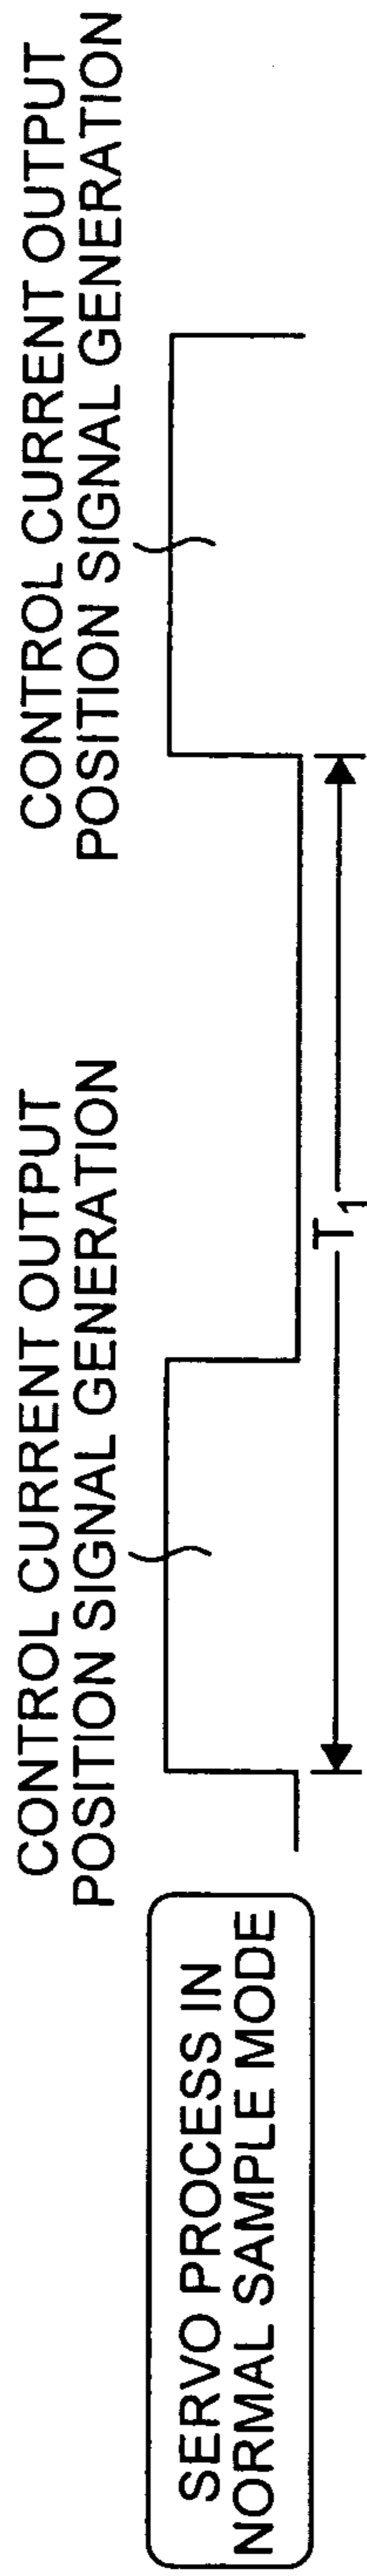 SERVO PROCESS IN
NORMAL SAMPLE MODE
CONTROL CURRENT OUTPUT
POSITION SIGNAL GENERATION
CONTROL CURRENT OUTPUT
POSITION SIGNAL GENERATION
T1